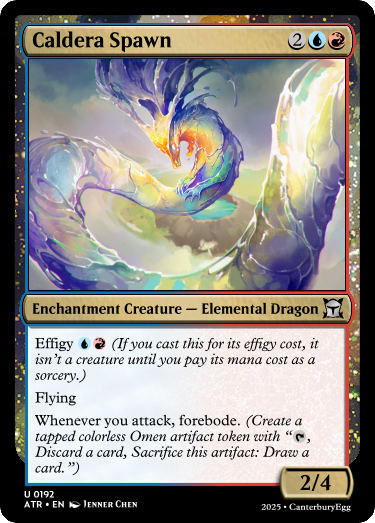 Caldera Spawn 2
Enchantment Creature — Elemental Dragon
Effigy (If you cast this for its effigy cost, it
isn't a creature until you pay its mana cost as
a sorcery.)
Flying
Whenever you attack, forebode. (Create a
tapped colorless Omen artifact token with “,
Discard a card, Sacrifice this artifact: Draw a
card.”)
2/4
U 0192
ATR • EN Jenner Chen
2025 • CanterburyEgg